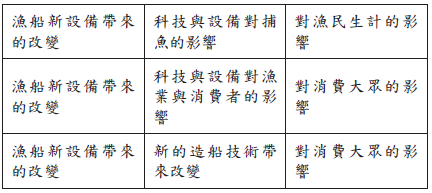 漁船新設備帶來
的改變
科技與設備對捕
魚的影響
對漁民生計的影
響
漁船新設備帶來
的改變
科技與設備對漁
業與消費者的影
響
對消費大眾的影
響
漁船新設備帶來
的改變
新的造船技術帶
來改變
對消費大眾的影
響